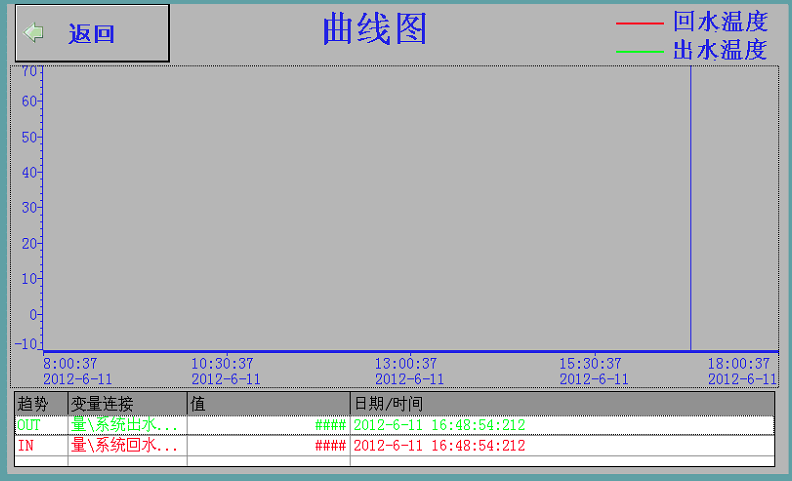 返回
曲线图
回水温度
出水温度
70
60
50
40
30
20
10
0
-10
8:00:37 10:30:37 13:00:37 15:30:37 18:00:37
2012-6-11 2012-6-11 2012-6-11 2012-6-11 2012-6-11
趋势 变量连接 值 日期/时间
OUT 量\系统出水... #### 2012-6-11 16:48:54:212
IN 量\系统回水... #### 2012-6-11 16:48:54:212